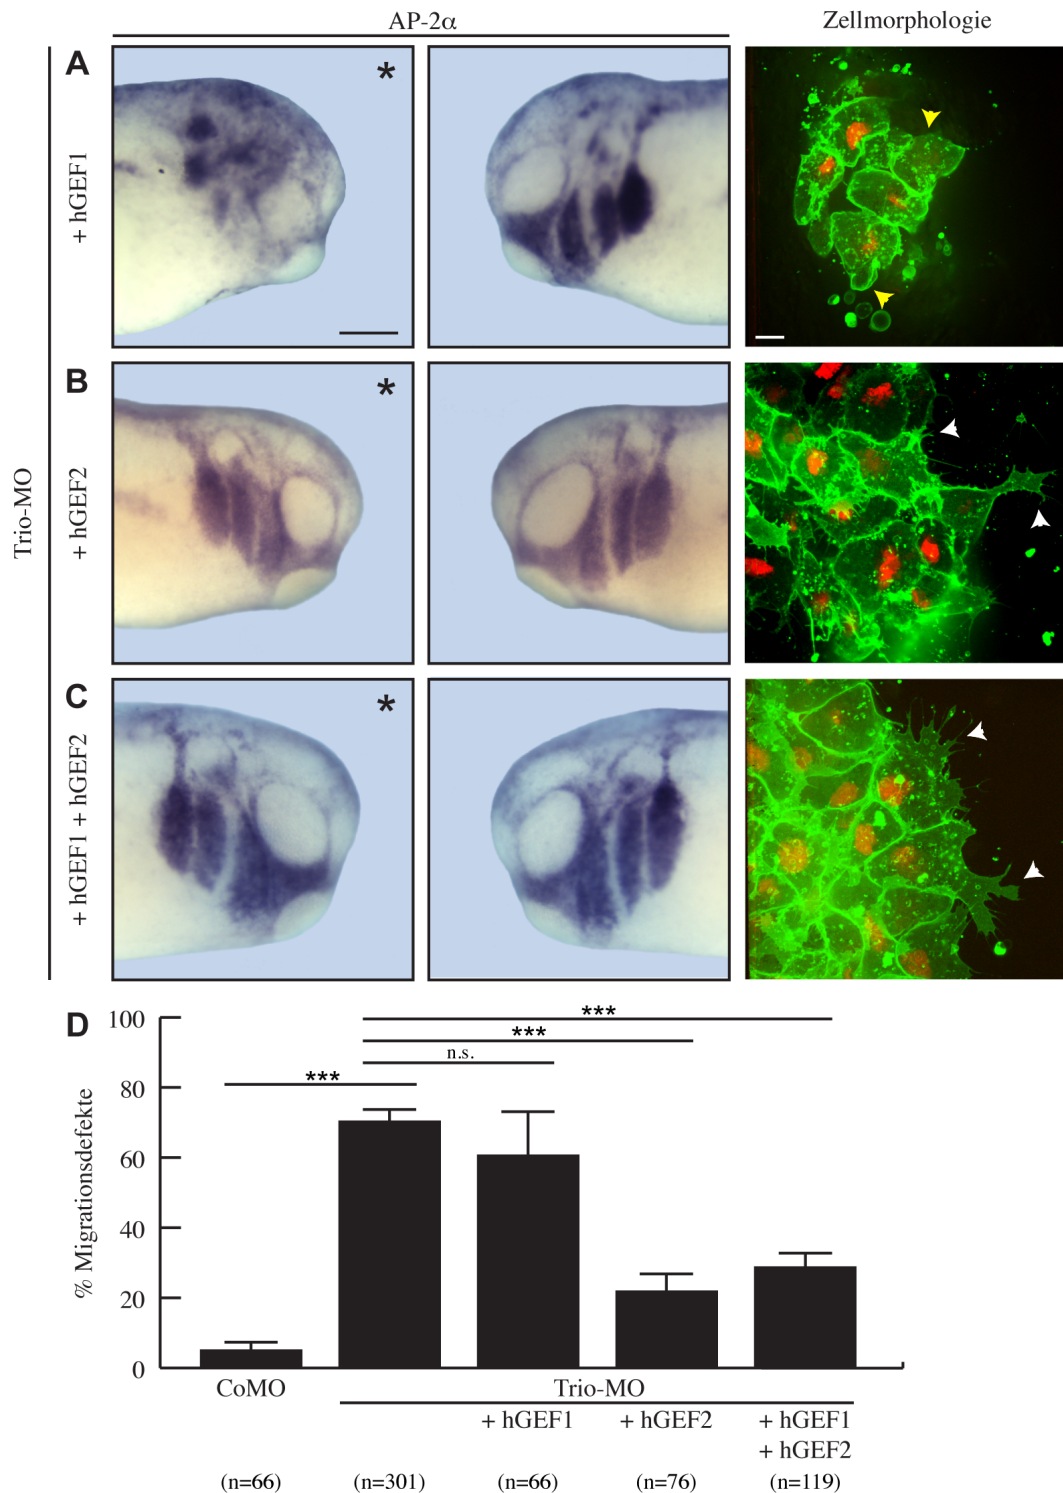 AP-2α
Zellmorphologie
Trio-MO
A
*
+ hGEF1
B
*
+ hGEF2
C
*
+ hGEF1 + hGEF2
D
% Migrationsdefekte
100
80
60
40
20
0
***
***
n.s.
***
CoMO
Trio-MO
+ hGEF1
+ hGEF2
+ hGEF1
+ hGEF2
(n=66)
(n=301)
(n=66)
(n=76)
(n=119)